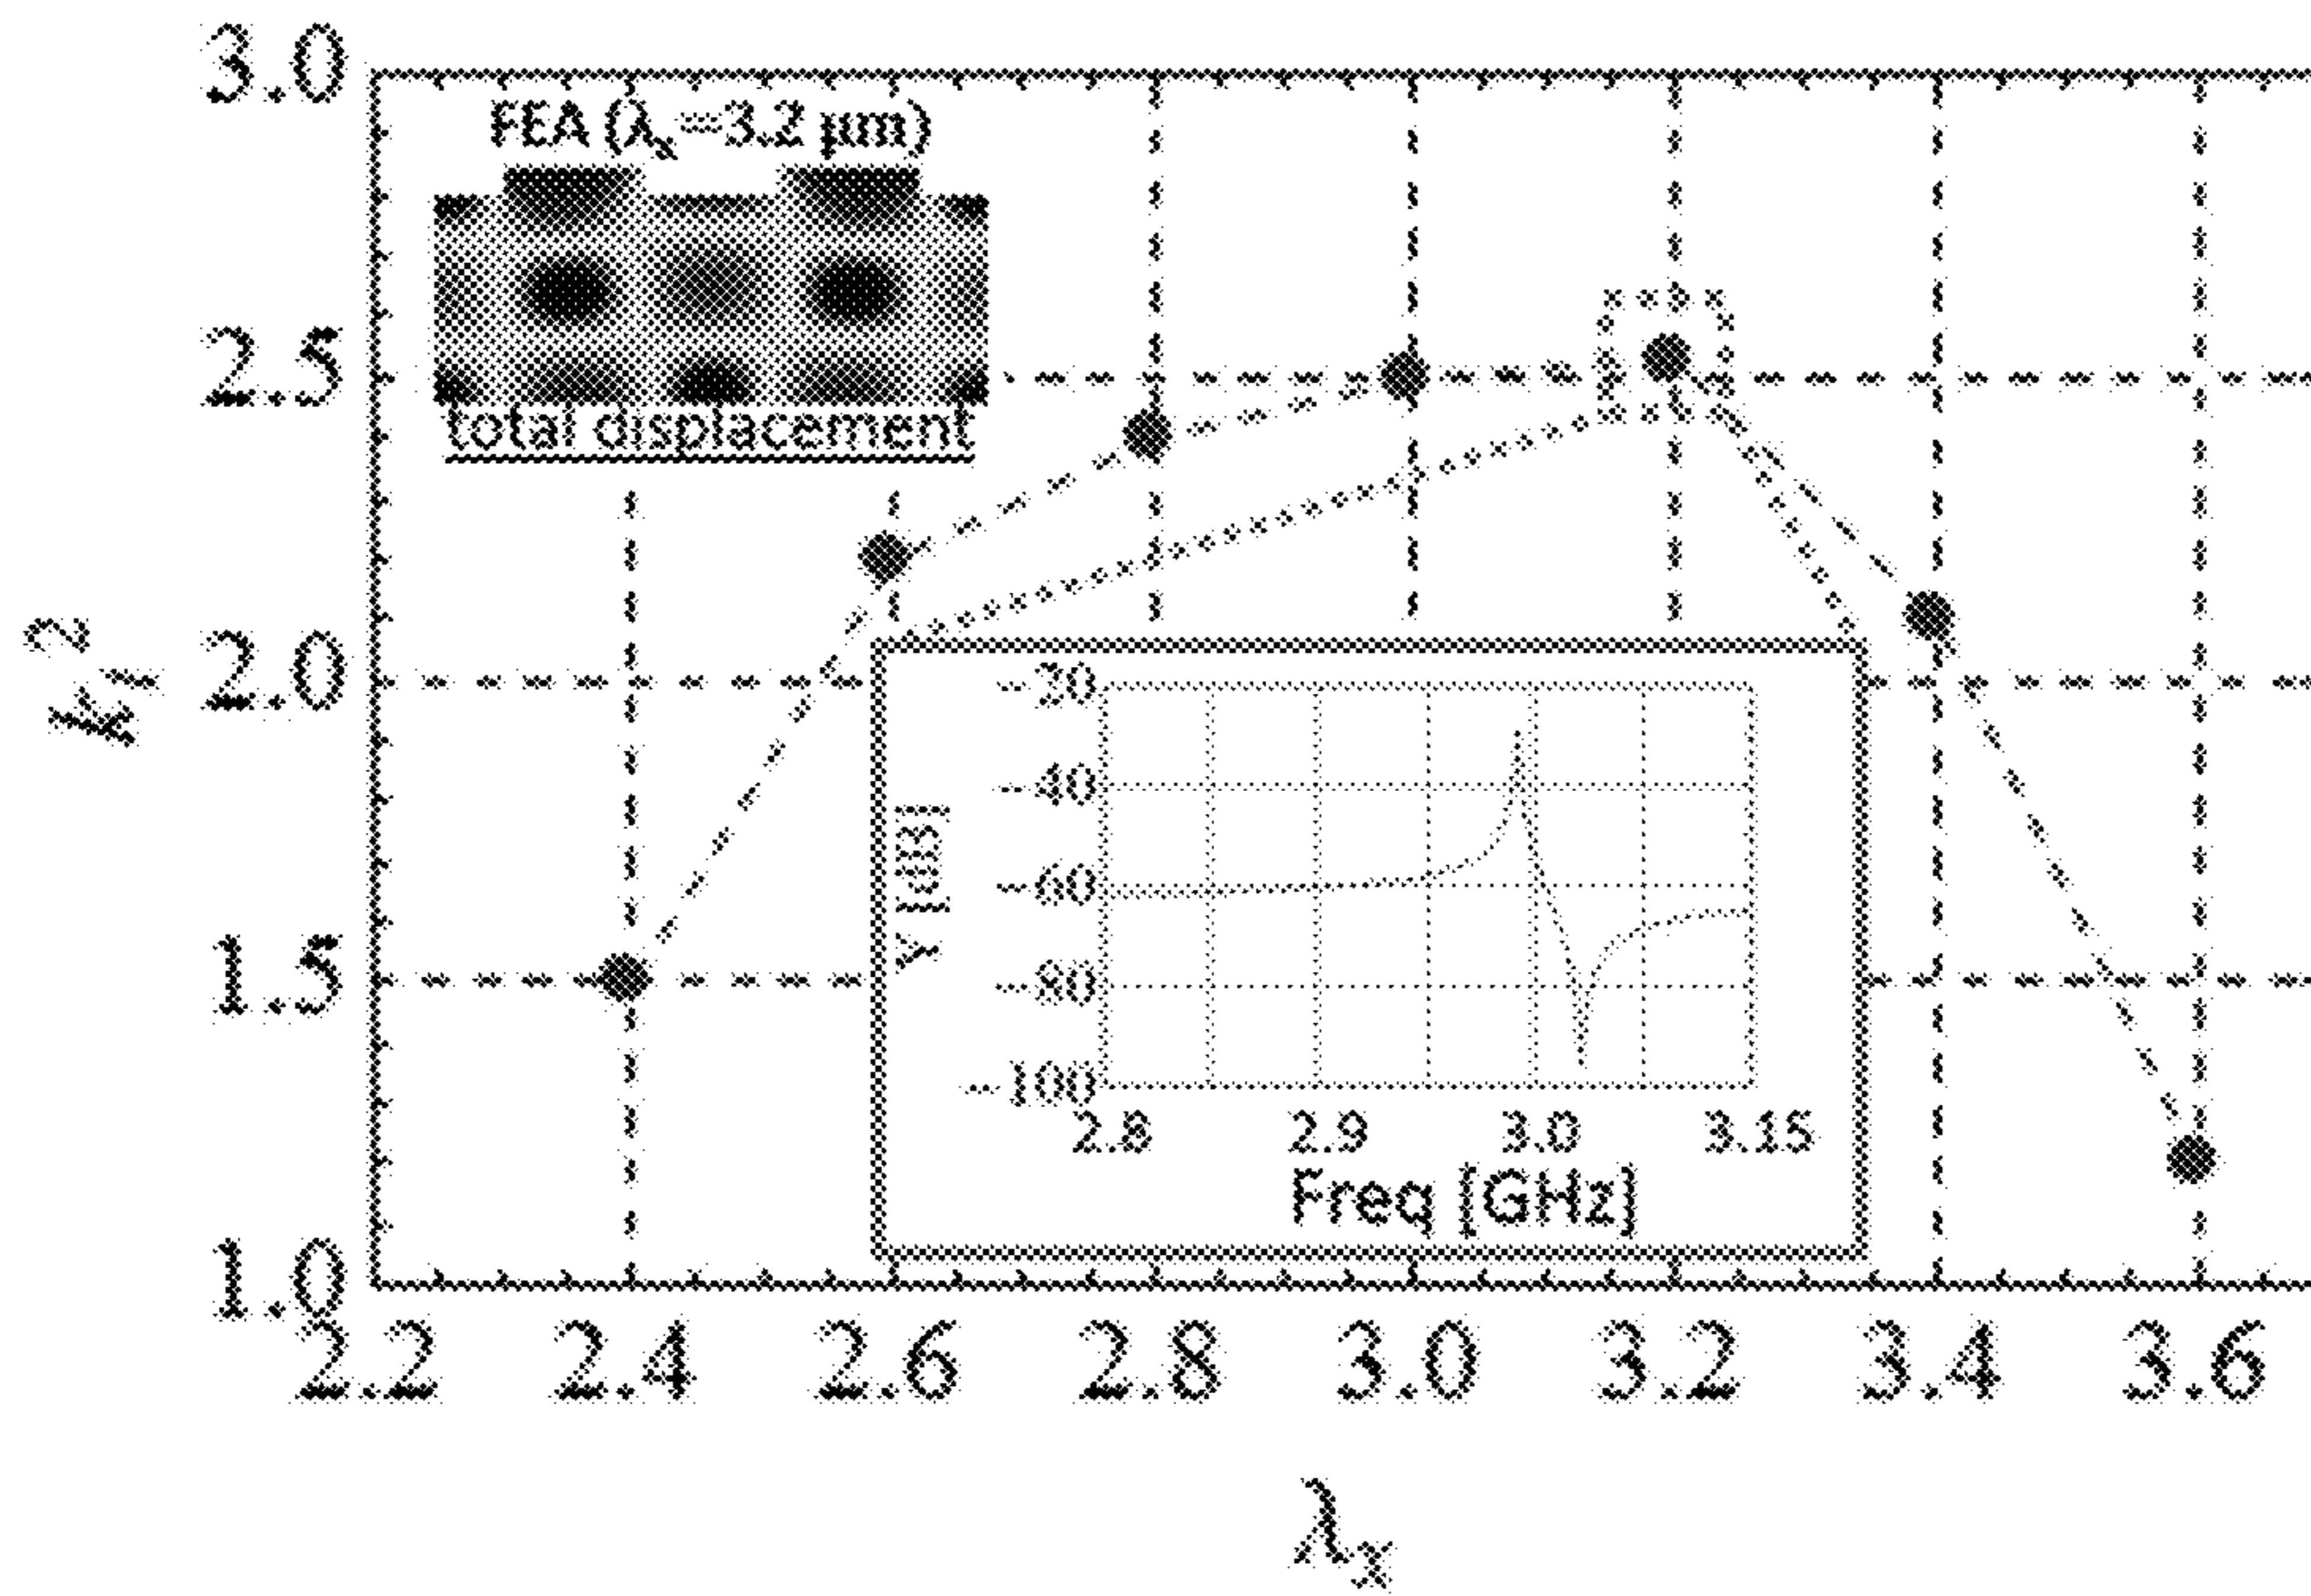 3.0
FEA (λx=3.2 μm)
2.5
total displacement
kt2
2.0
1.5
1.0
−20
−40
−60
−80
−100
Y [dB]
2.8 2.9 3.0 3.15
Freq [GHz]
2.2 2.4 2.6 2.8 3.0 3.2 3.4 3.6
λx